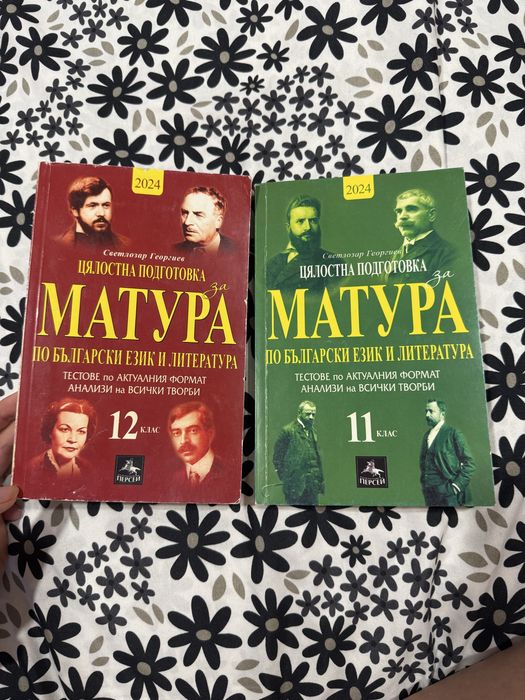 2024
Светлозар Георгиев
ЦЯЛОСТНА ПОДГОТОВКА
за
МАТУРА
ПО БЪЛГАРСКИ ЕЗИК И ЛИТЕРАТУРА
ТЕСТОВЕ по АКТУАЛНИЯ ФОРМАТ
АНАЛИЗИ на ВСИЧКИ ТВОРБИ
12 КЛАС
ПЕРСЕЙ
2024
Светлозар Георгиев
ЦЯЛОСТНА ПОДГОТОВКА
за
МАТУРА
ПО БЪЛГАРСКИ ЕЗИК И ЛИТЕРАТУРА
ТЕСТОВЕ по АКТУАЛНИЯ ФОРМАТ
АНАЛИЗИ на ВСИЧКИ ТВОРБИ
11 КЛАС
ПЕРСЕЙ